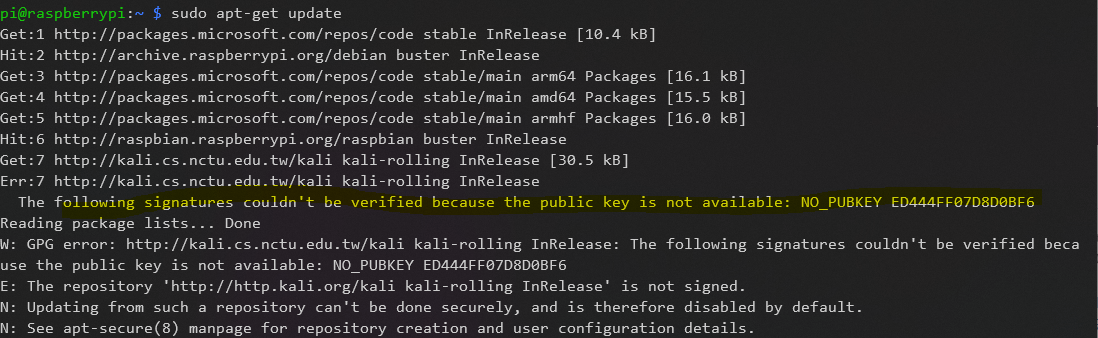 pi@raspberrypi:~ $ sudo apt-get update
Get:1 http://packages.microsoft.com/repos/code stable InRelease [10.4 kB]
Hit:2 http://archive.raspberrypi.org/debian buster InRelease
Get:3 http://packages.microsoft.com/repos/code stable/main arm64 Packages [16.1 kB]
Get:4 http://packages.microsoft.com/repos/code stable/main amd64 Packages [15.5 kB]
Get:5 http://packages.microsoft.com/repos/code stable/main armhf Packages [16.0 kB]
Hit:6 http://raspbian.raspberrypi.org/raspbian buster InRelease
Get:7 http://kali.cs.nctu.edu.tw/kali kali-rolling InRelease [30.5 kB]
Err:7 http://kali.cs.nctu.edu.tw/kali kali-rolling InRelease
  The following signatures couldn't be verified because the public key is not available: NO_PUBKEY ED444FF07D8D0BF6
Reading package lists... Done
W: GPG error: http://kali.cs.nctu.edu.tw/kali kali-rolling InRelease: The following signatures couldn't be verified beca
use the public key is not available: NO_PUBKEY ED444FF07D8D0BF6
E: The repository 'http://http.kali.org/kali kali-rolling InRelease' is not signed.
N: Updating from such a repository can't be done securely, and is therefore disabled by default.
N: See apt-secure(8) manpage for repository creation and user configuration details.